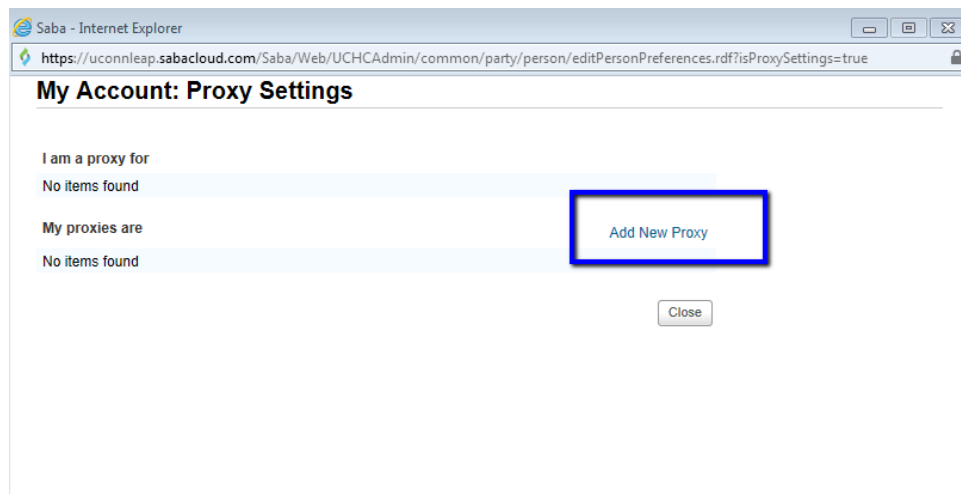 Saba - Internet Explorer
https://uconnleap.sabacloud.com/Saba/Web/UCHCAdmin/common/party/person/editPersonPreferences.rdf?isProxySettings=true
My Account: Proxy Settings
I am a proxy for
No items found
My proxies are
Add New Proxy
No items found
Close